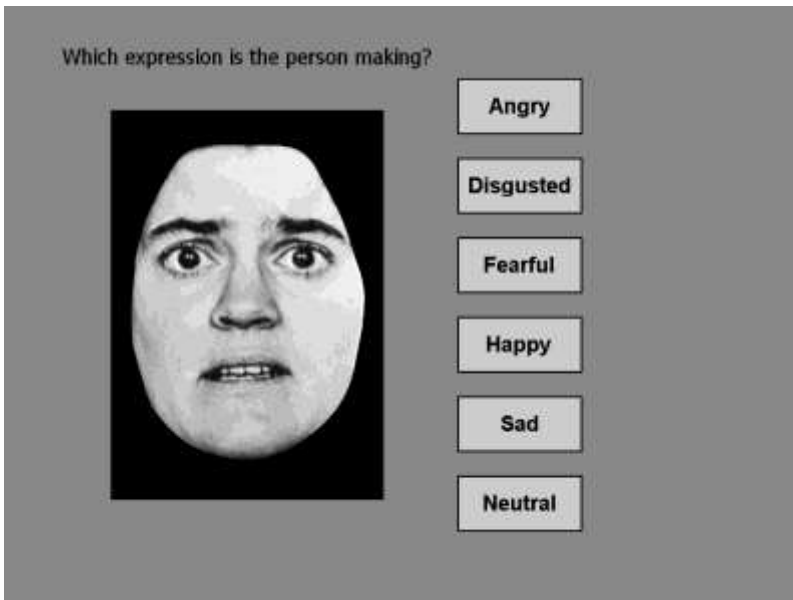 Which expression is the person making?
Angry
Disgusted
Fearful
Happy
Sad
Neutral